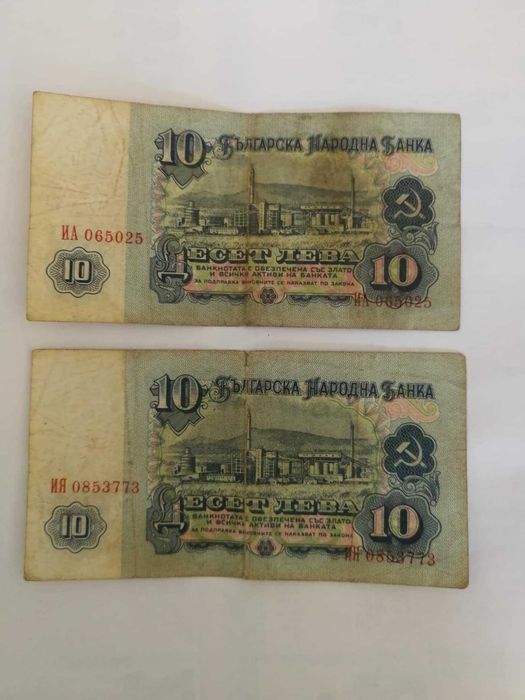 10 БЪЛГАРСКА НАРОДНА БАНКА
ИА 065025
ДЕСЕТ ЛЕВА
БАНКНОТАТА Е ОБЕЗПЕЧЕНА СЪС ЗЛАТО
И ВСИЧКИ АКТИВИ НА БАНКАТА
ЗА ПОДПРАВКА ВИНОВНИТЕ СЕ НАКАЗВАТ ПО ЗАКОНА
10
10
ИА 065025
10 БЪЛГАРСКА НАРОДНА БАНКА
ИЯ 0853773
ДЕСЕТ ЛЕВА
БАНКНОТАТА Е ОБЕЗПЕЧЕНА СЪС ЗЛАТО
И ВСИЧКИ АКТИВИ НА БАНКАТА
ЗА ПОДПРАВКА ВИНОВНИТЕ СЕ НАКАЗВАТ ПО ЗАКОНА
10
10
ИЯ 0853773